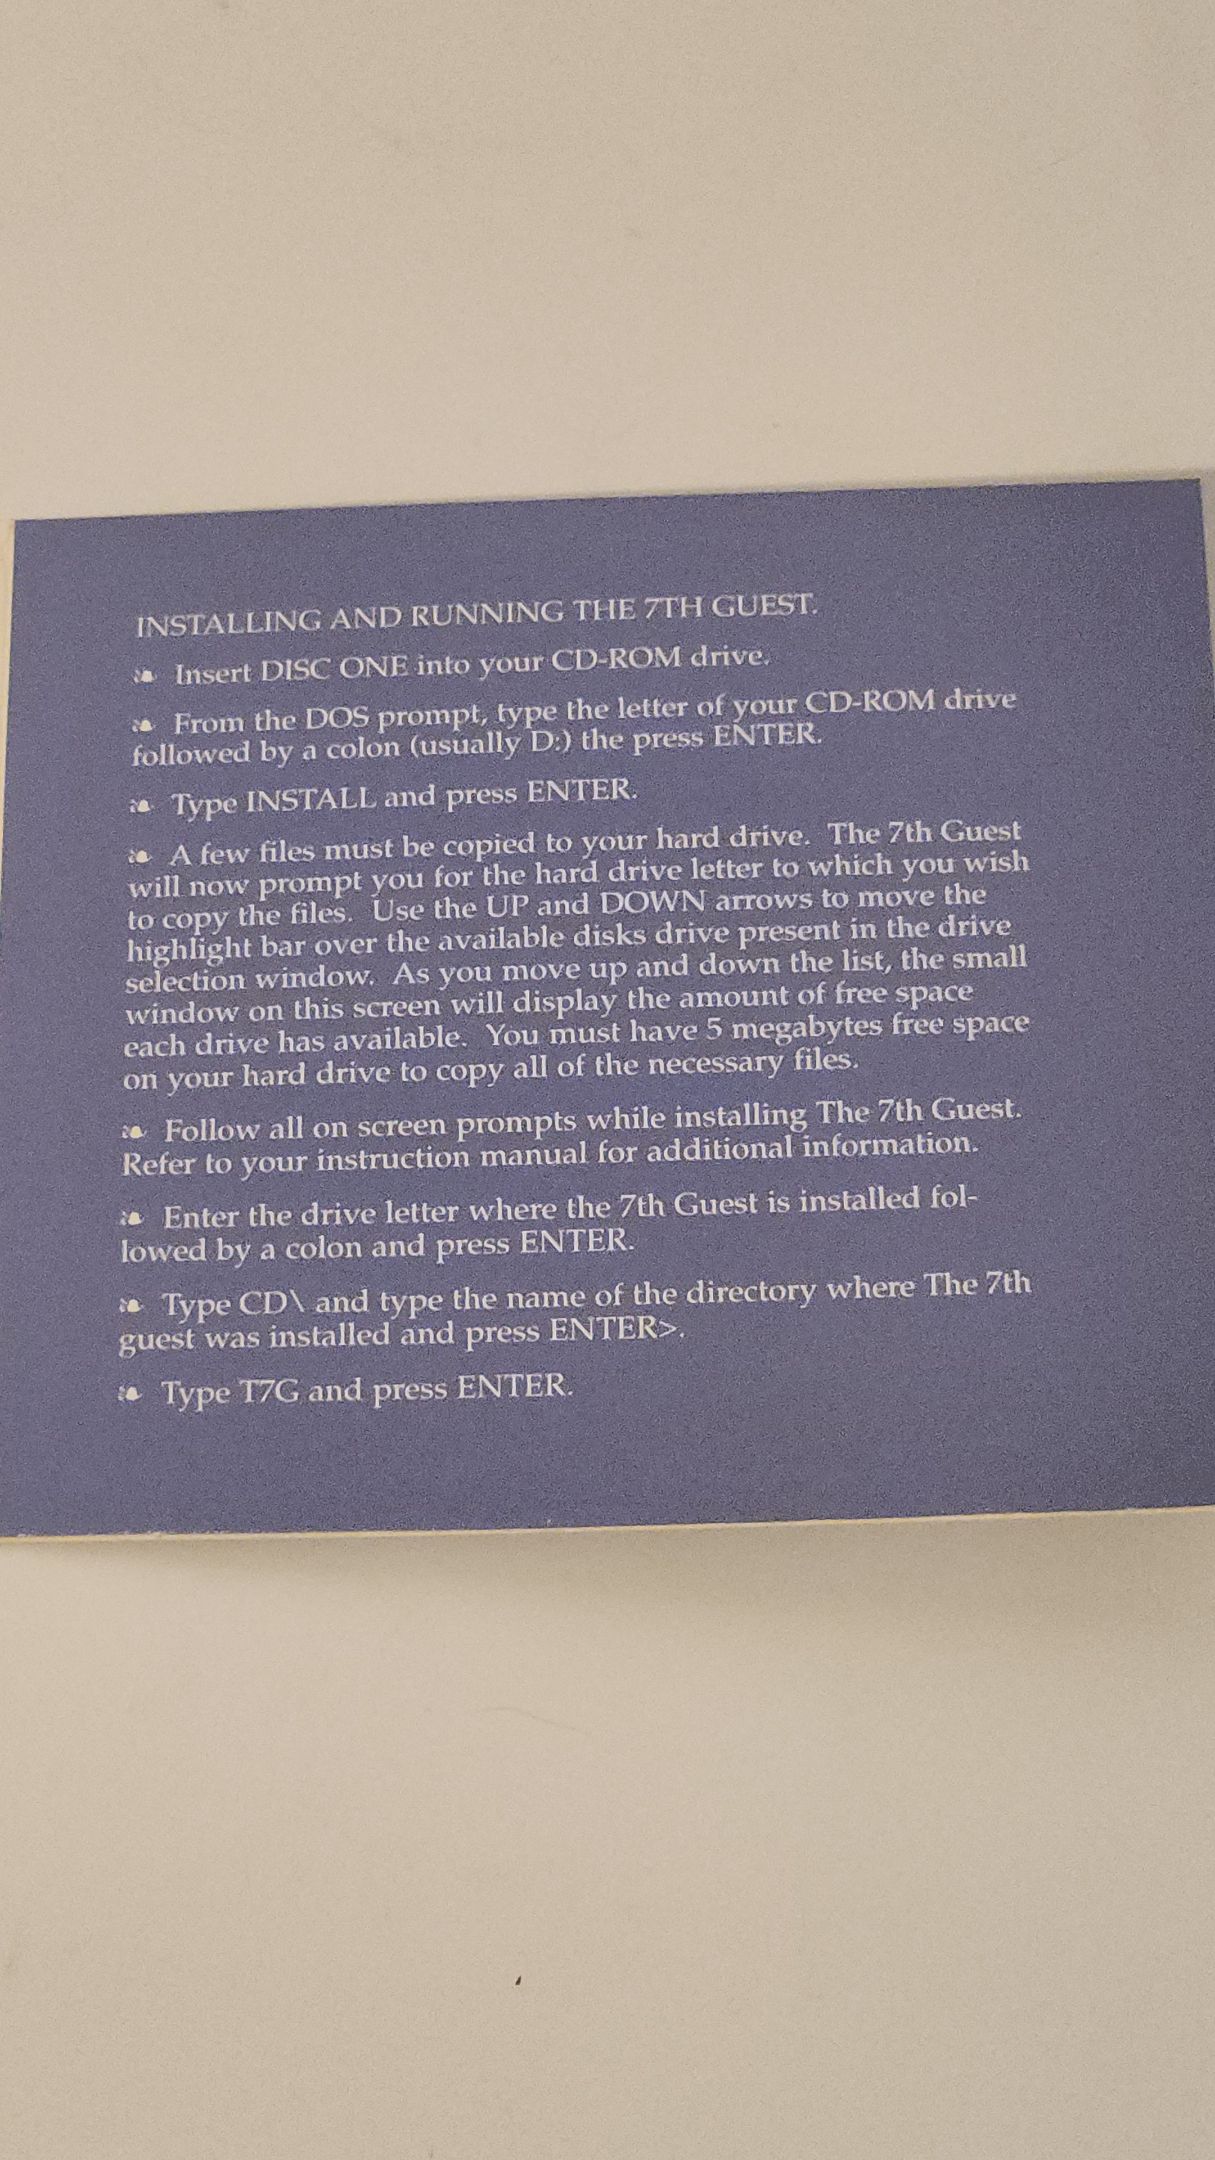 INSTALLING AND RUNNING THE 7TH GUEST.
❧ Insert DISC ONE into your CD-ROM drive.
❧ From the DOS prompt, type the letter of your CD-ROM drive
followed by a colon (usually D:) the press ENTER.
❧ Type INSTALL and press ENTER.
❧ A few files must be copied to your hard drive. The 7th Guest
will now prompt you for the hard drive letter to which you wish
to copy the files. Use the UP and DOWN arrows to move the
highlight bar over the available disks drive present in the drive
selection window. As you move up and down the list, the small
window on this screen will display the amount of free space
each drive has available. You must have 5 megabytes free space
on your hard drive to copy all of the necessary files.
❧ Follow all on screen prompts while installing The 7th Guest.
Refer to your instruction manual for additional information.
❧ Enter the drive letter where the 7th Guest is installed fol-
lowed by a colon and press ENTER.
❧ Type CD\ and type the name of the directory where The 7th
guest was installed and press ENTER>.
❧ Type T7G and press ENTER.